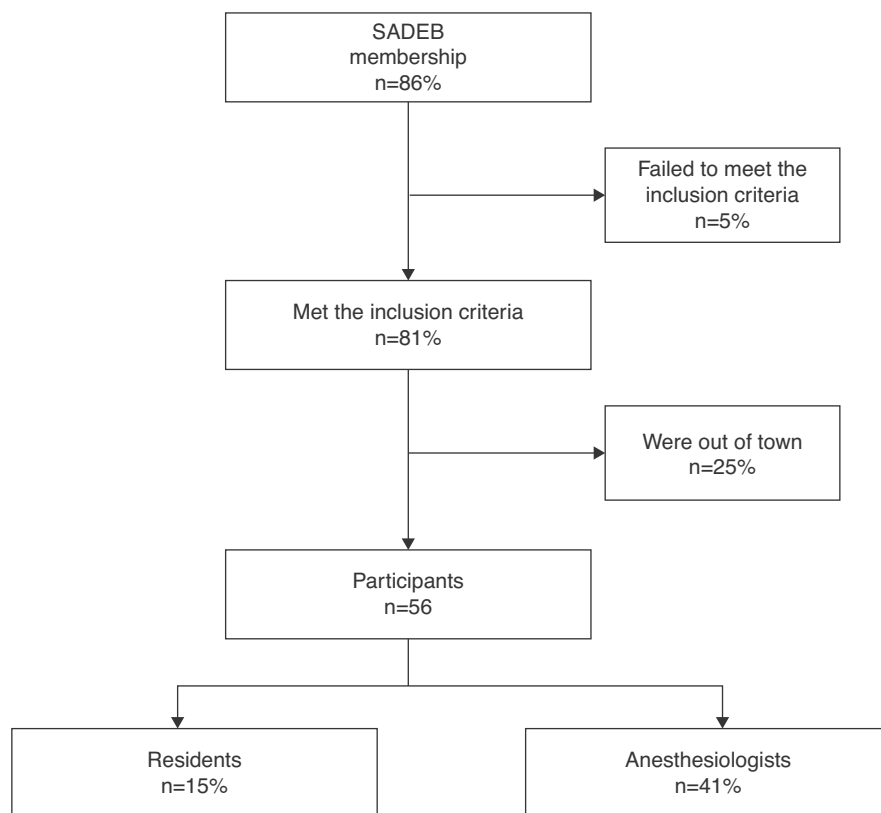 SADEB
membership
n=86%
Failed to meet the
inclusion criteria
n=5%
Met the inclusion criteria
n=81%
Were out of town
n=25%
Participants
n=56
Residents
n=15%
Anesthesiologists
n=41%